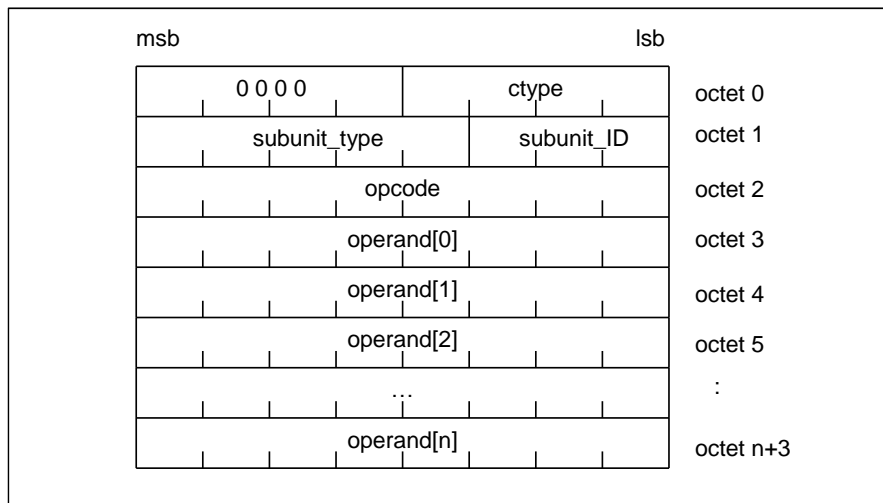 msb lsb
0 0 0 0 ctype octet 0
subunit_type subunit_ID octet 1
opcode octet 2
operand[0] octet 3
operand[1] octet 4
operand[2] octet 5
… :
operand[n] octet n+3